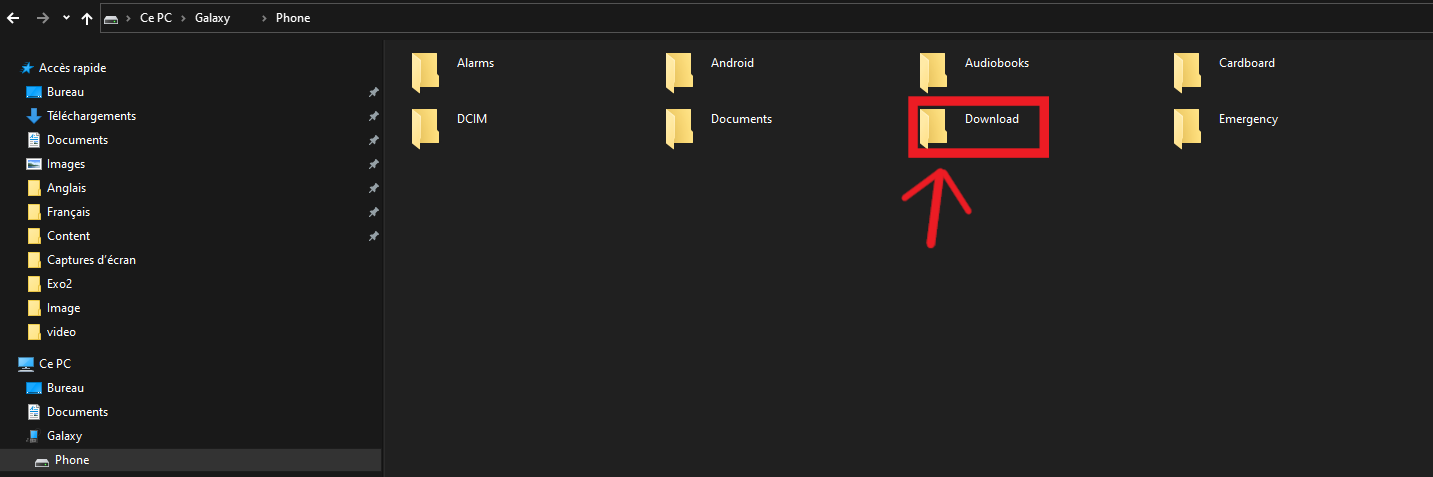 Ce PC > Galaxy > Phone
Accès rapide
Bureau
Téléchargements
Documents
Images
Anglais
Français
Content
Captures d'écran
Exo2
Image
video
Ce PC
Bureau
Documents
Galaxy
Phone
Alarms Android Audiobooks Cardboard
DCIM Documents Download Emergency